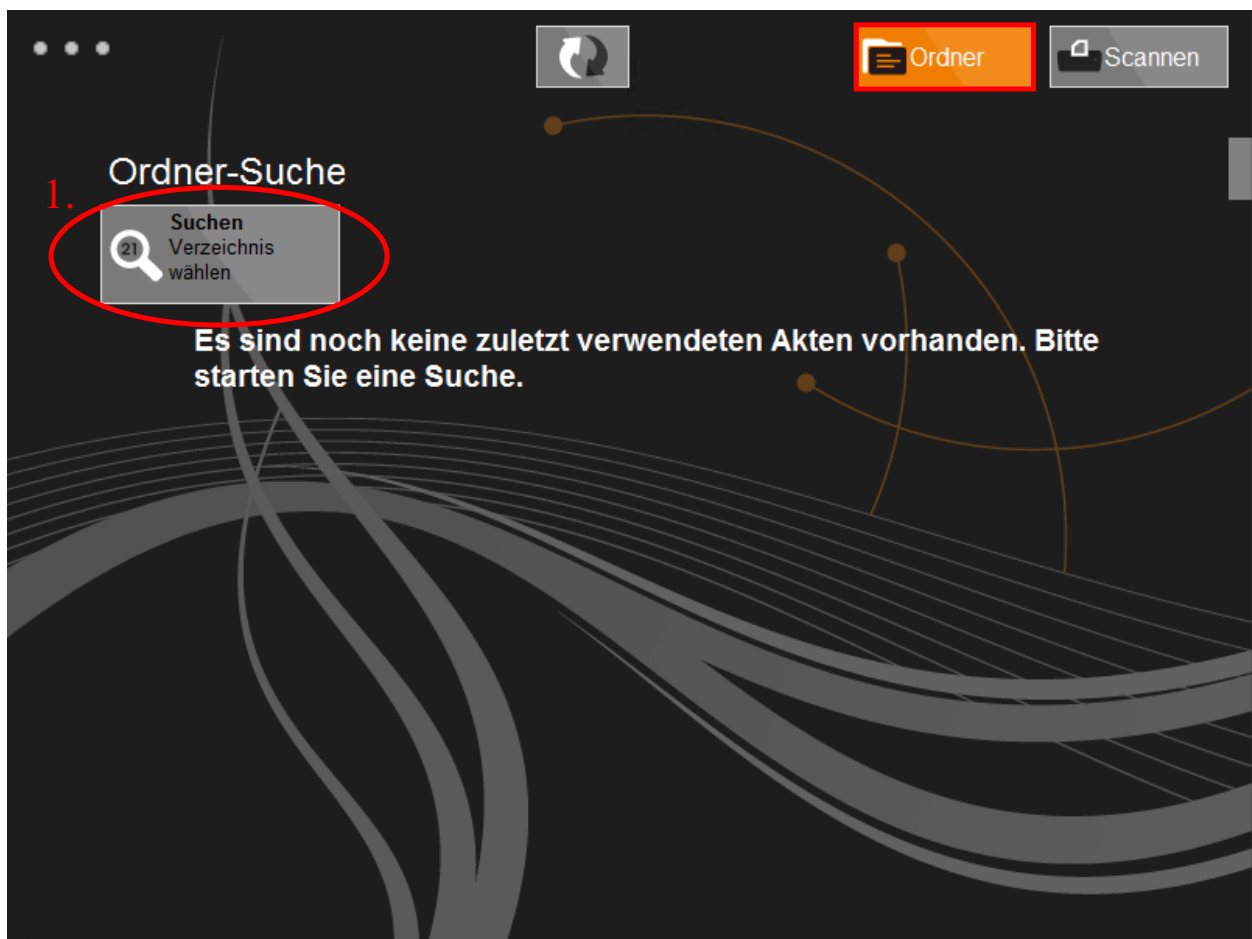 Ordner
Scannen
Ordner-Suche
1.
Suchen
21
Verzeichnis
wählen
Es sind noch keine zuletzt verwendeten Akten vorhanden. Bitte
starten Sie eine Suche.